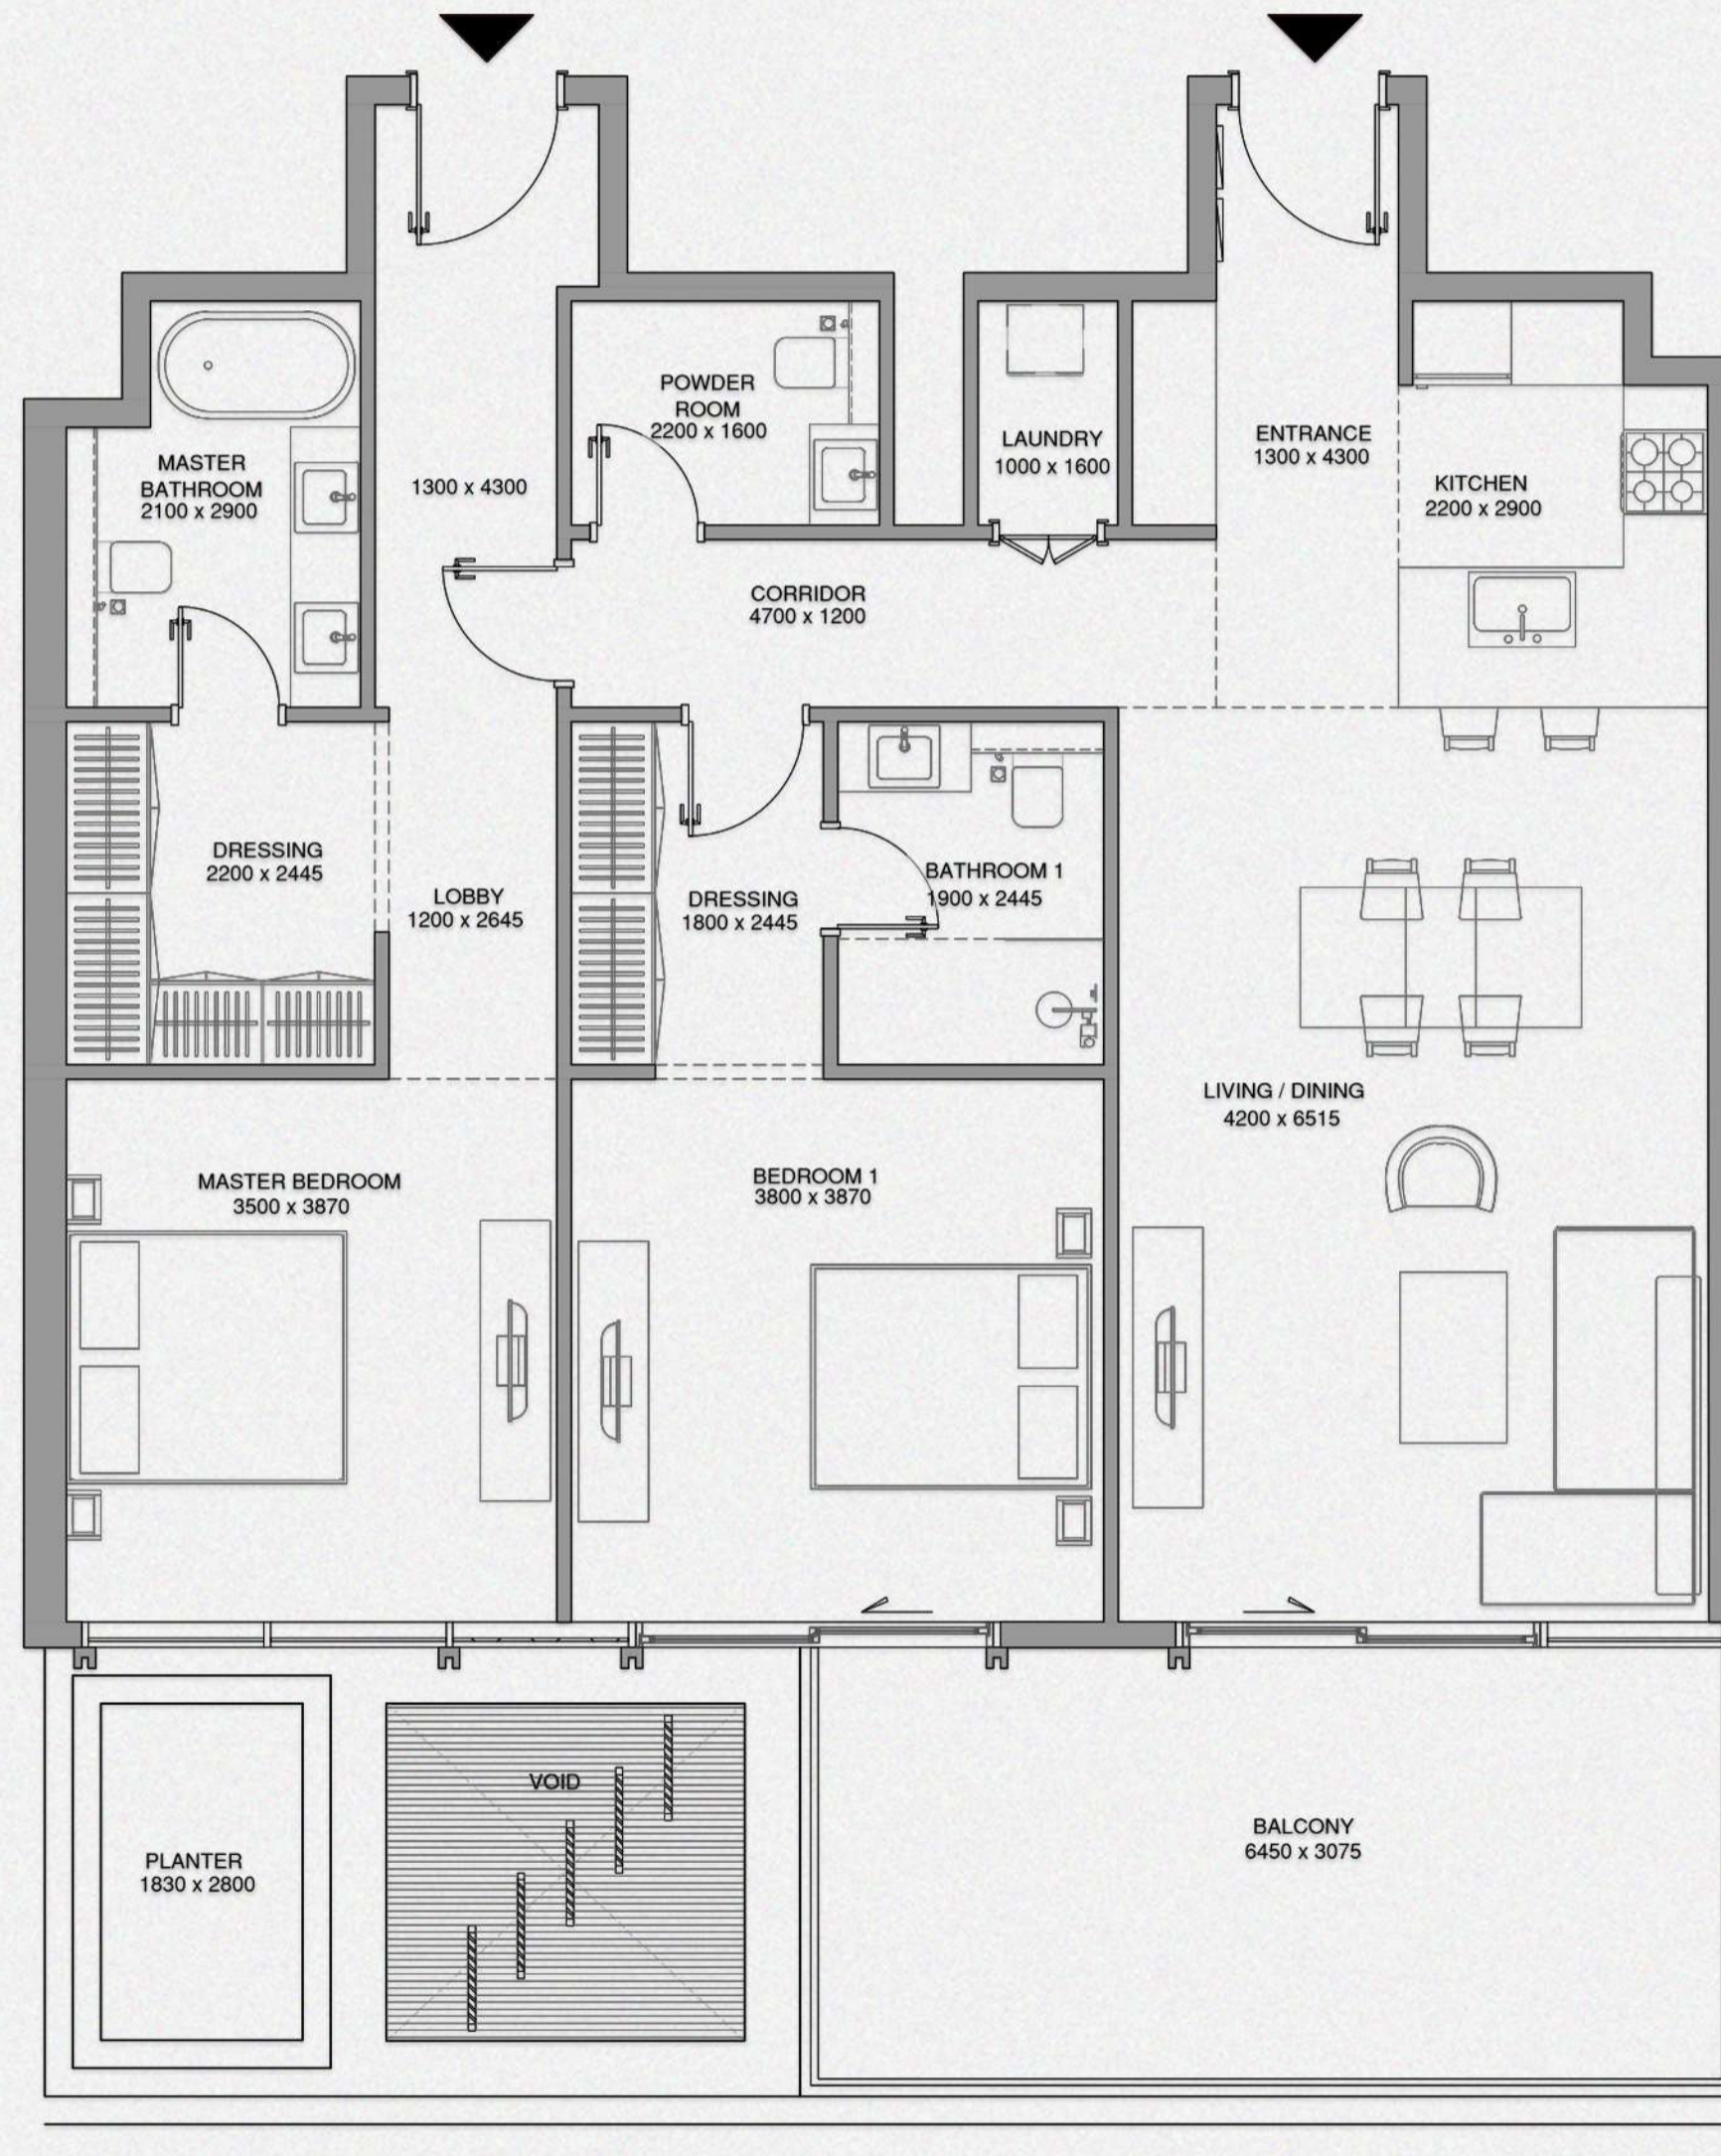 POWDER
ROOM
2200 x 1600
MASTER
BATHROOM
2100 x 2900
1300 x 4300
LAUNDRY
1000 x 1600
ENTRANCE
1300 x 4300
KITCHEN
2200 x 2900
CORRIDOR
4700 x 1200
DRESSING
2200 x 2445
LOBBY
1200 x 2645
DRESSING
1800 x 2445
BATHROOM 1
1900 x 2445
LIVING / DINING
4200 x 6515
MASTER BEDROOM
3500 x 3870
BEDROOM 1
3800 x 3870
VOID
PLANTER
1830 x 2800
BALCONY
6450 x 3075